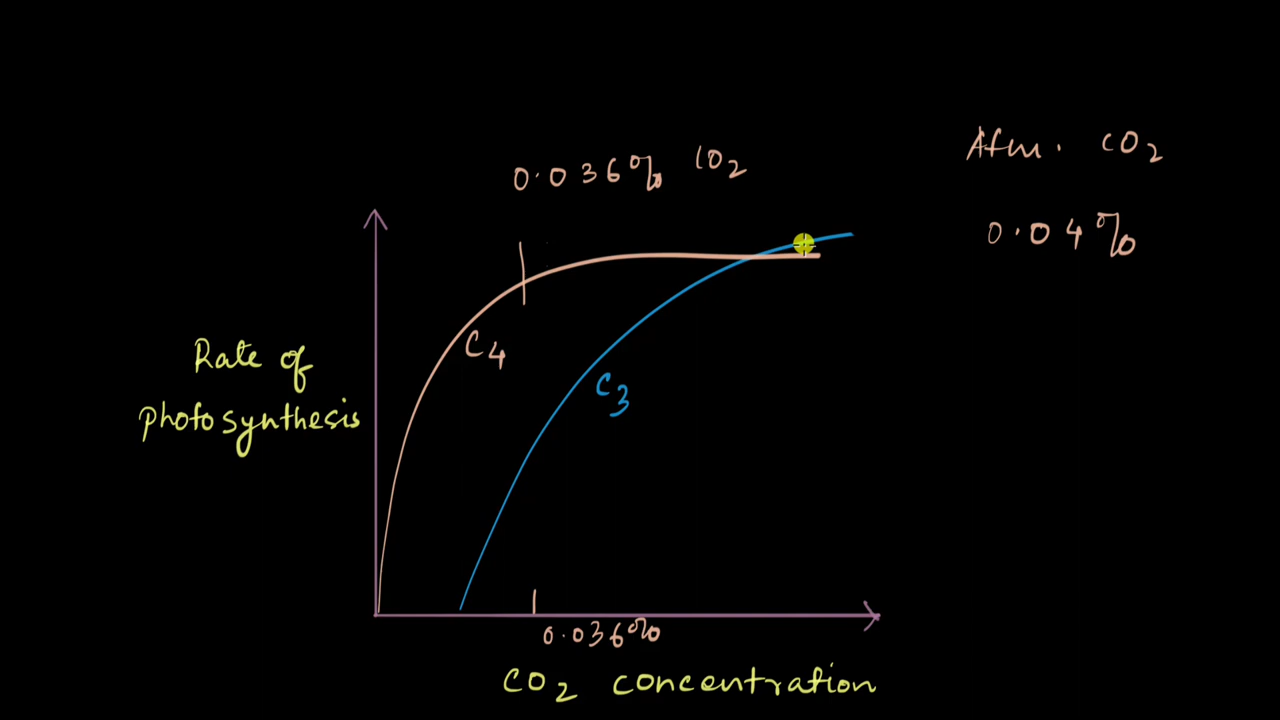 0.036% CO2
Atm. CO2
0.04%
C4
Rate of
photosynthesis
C3
0.036%
CO2 concentration